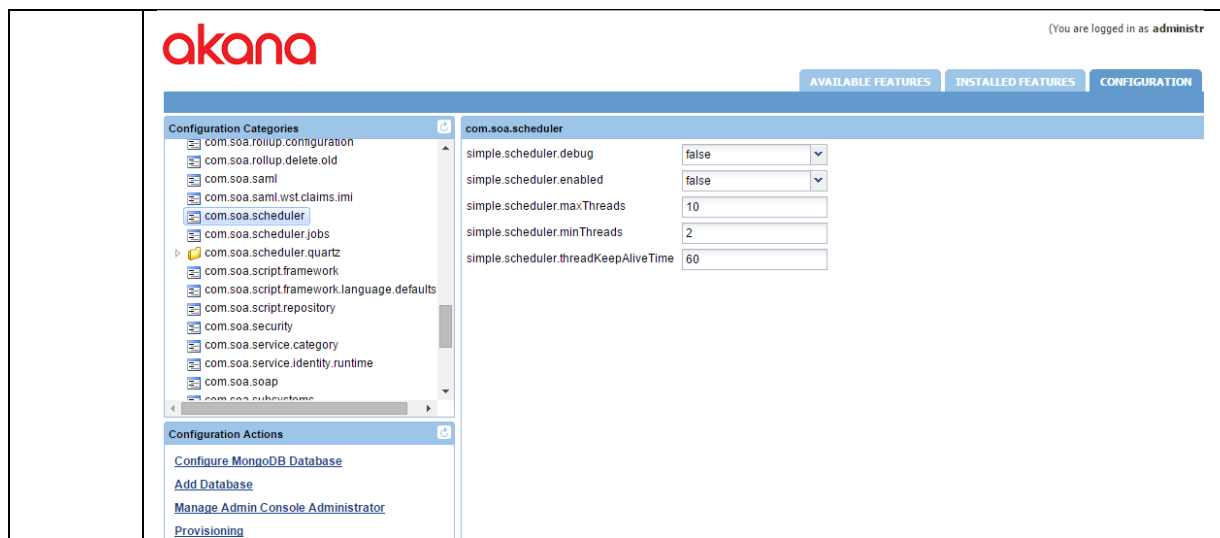 akana
(You are logged in as administr
AVAILABLE FEATURES
INSTALLED FEATURES
CONFIGURATION
Configuration Categories
com.soa.rollup.configuration
com.soa.rollup.delete.old
com.soa.saml
com.soa.saml.wst.claims.imi
com.soa.scheduler
com.soa.scheduler.jobs
com.soa.scheduler.quartz
com.soa.script.framework
com.soa.script.framework.language.defaults
com.soa.script.repository
com.soa.security
com.soa.service.category
com.soa.service.identity.runtime
com.soa.soap
com.soa.subsystems
Configuration Actions
Configure MongoDB Database
Add Database
Manage Admin Console Administrator
Provisioning
com.soa.scheduler
simple.scheduler.debug false
simple.scheduler.enabled false
simple.scheduler.maxThreads 10
simple.scheduler.minThreads 2
simple.scheduler.threadKeepAliveTime 60